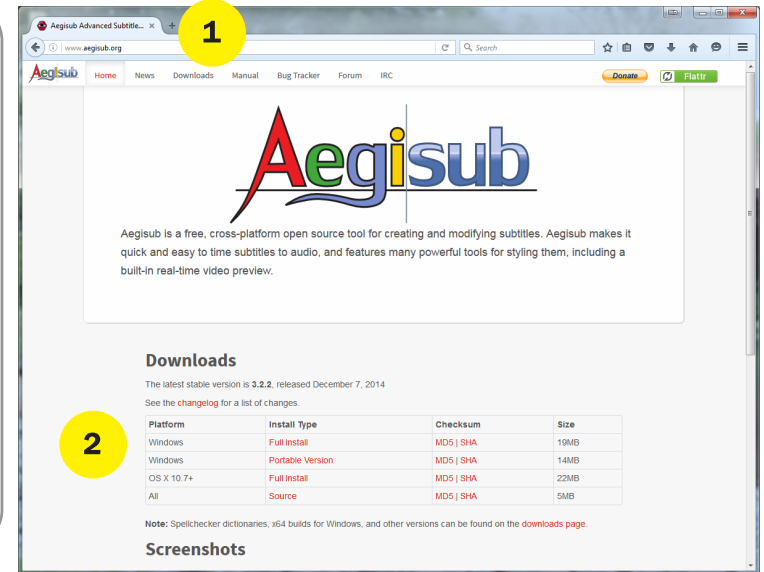 Aegisub Advanced Subtitle...
1
www.aegisub.org
Search
Aegisub Home News Downloads Manual Bug Tracker Forum IRC Donate Flattr
Aegisub
Aegisub is a free, cross-platform open source tool for creating and modifying subtitles. Aegisub makes it
quick and easy to time subtitles to audio, and features many powerful tools for styling them, including a
built-in real-time video preview.
Downloads
The latest stable version is 3.2.2, released December 7, 2014
See the changelog for a list of changes.
Platform Install Type Checksum Size
2
Windows Full Install MD5 | SHA 19MB
Windows Portable Version MD5 | SHA 14MB
OS X 10.7+ Full Install MD5 | SHA 22MB
All Source MD5 | SHA 5MB
Note: Spellchecker dictionaries, x64 builds for Windows, and other versions can be found on the downloads page.
Screenshots